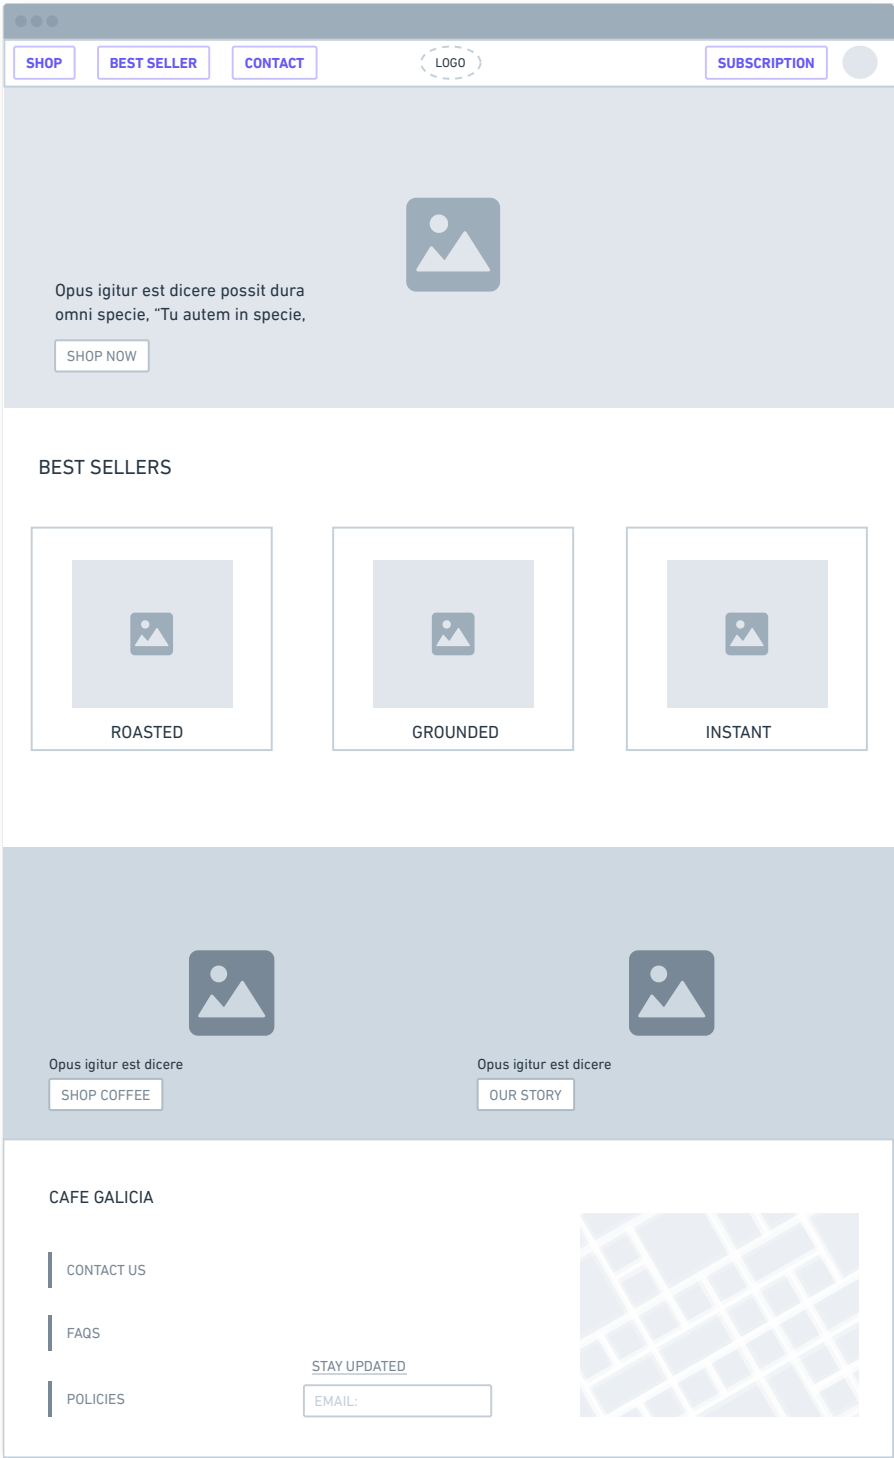 SHOP
BEST SELLER
CONTACT
LOGO
SUBSCRIPTION
Opus igitur est dicere possit dura
omni specie, “Tu autem in specie,
SHOP NOW
BEST SELLERS
ROASTED
GROUNDED
INSTANT
Opus igitur est dicere
SHOP COFFEE
Opus igitur est dicere
OUR STORY
CAFE GALICIA
CONTACT US
FAQS
POLICIES
STAY UPDATED
EMAIL: